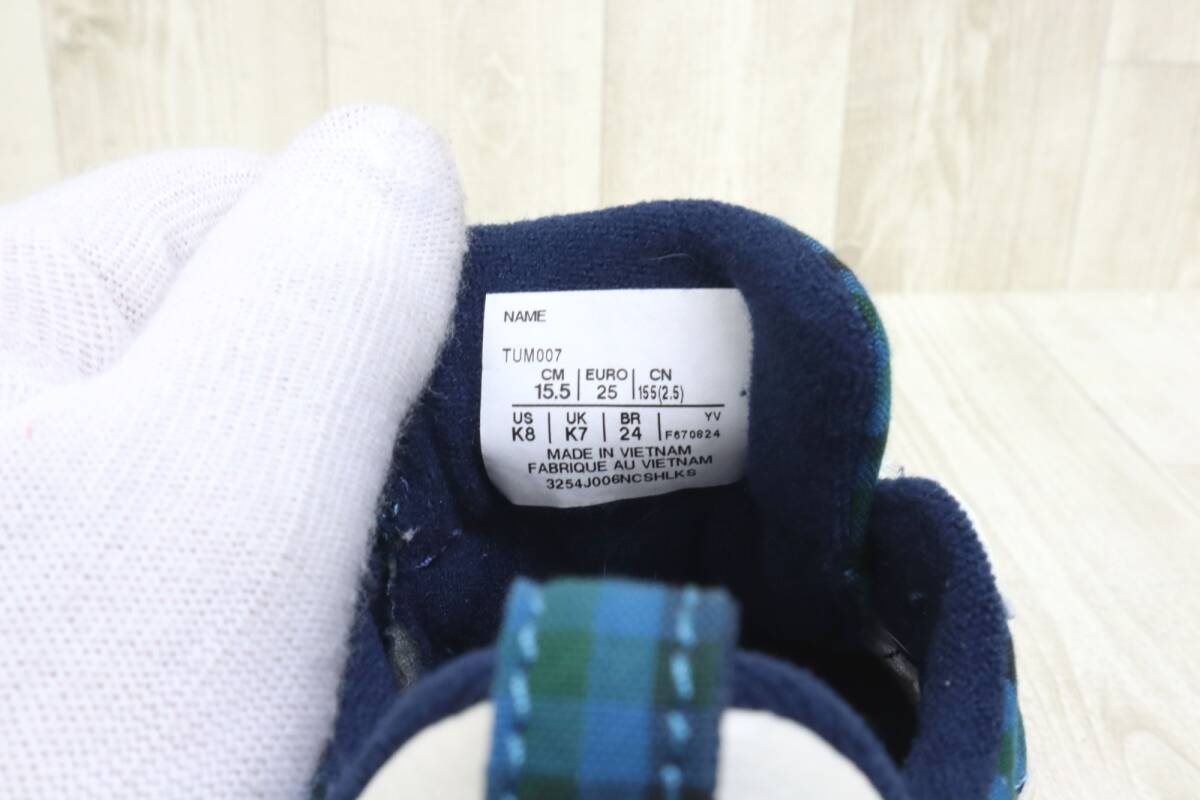 NAME
TUM007
CM EURO CN
15.5 25 155(2.5)
US UK BR YV
K8 K7 24 F670824
MADE IN VIETNAM
FABRIQUE AU VIETNAM
3254J006NCSHLKS